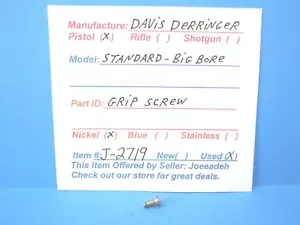 Manufacture: DAVIS DERRINGER
Pistol (X) Rifle ( ) Shotgun ( )
Model: STANDARD-BIG BORE
Part ID: GRIP SCREW
Nickel (X) Blue ( ) Stainless ( )
Item #: J-2719 New( ) Used (X)
This Item Offered by Seller: Joeeadeh
Check out our store for great deals.